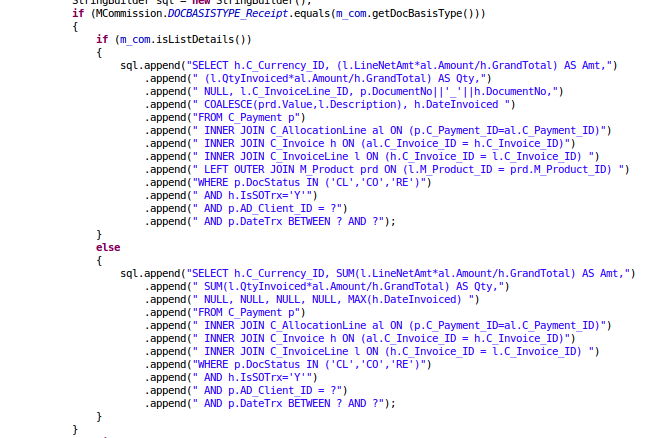 StringBuilder sql = new StringBuilder();
if (MCommission.DOCBASISTYPE_Receipt.equals(m_com.getDocBasisType()))
{
if (m_com.isListDetails())
{
sql.append("SELECT h.C_Currency_ID, (l.LineNetAmt*al.Amount/h.GrandTotal) AS Amt,")
.append(" (l.QtyInvoiced*al.Amount/h.GrandTotal) AS Qty,")
.append(" NULL, l.C_InvoiceLine_ID, p.DocumentNo||'_'||h.DocumentNo,")
.append(" COALESCE(prd.Value,l.Description), h.DateInvoiced ")
.append("FROM C_Payment p")
.append(" INNER JOIN C_AllocationLine al ON (p.C_Payment_ID=al.C_Payment_ID)")
.append(" INNER JOIN C_Invoice h ON (al.C_Invoice_ID = h.C_Invoice_ID)")
.append(" INNER JOIN C_InvoiceLine l ON (h.C_Invoice_ID = l.C_Invoice_ID) ")
.append(" LEFT OUTER JOIN M_Product prd ON (l.M_Product_ID = prd.M_Product_ID) ")
.append("WHERE p.DocStatus IN ('CL','CO','RE')")
.append(" AND h.IsSOTrx='Y'")
.append(" AND p.AD_Client_ID = ?")
.append(" AND p.DateTrx BETWEEN ? AND ?");
}
else
{
sql.append("SELECT h.C_Currency_ID, SUM(l.LineNetAmt*al.Amount/h.GrandTotal) AS Amt,")
.append(" SUM(l.QtyInvoiced*al.Amount/h.GrandTotal) AS Qty,")
.append(" NULL, NULL, NULL, NULL, MAX(h.DateInvoiced) ")
.append("FROM C_Payment p")
.append(" INNER JOIN C_AllocationLine al ON (p.C_Payment_ID=al.C_Payment_ID)")
.append(" INNER JOIN C_Invoice h ON (al.C_Invoice_ID = h.C_Invoice_ID)")
.append(" INNER JOIN C_InvoiceLine l ON (h.C_Invoice_ID = l.C_Invoice_ID) ")
.append("WHERE p.DocStatus IN ('CL','CO','RE')")
.append(" AND h.IsSOTrx='Y'")
.append(" AND p.AD_Client_ID = ?")
.append(" AND p.DateTrx BETWEEN ? AND ?");
}
}